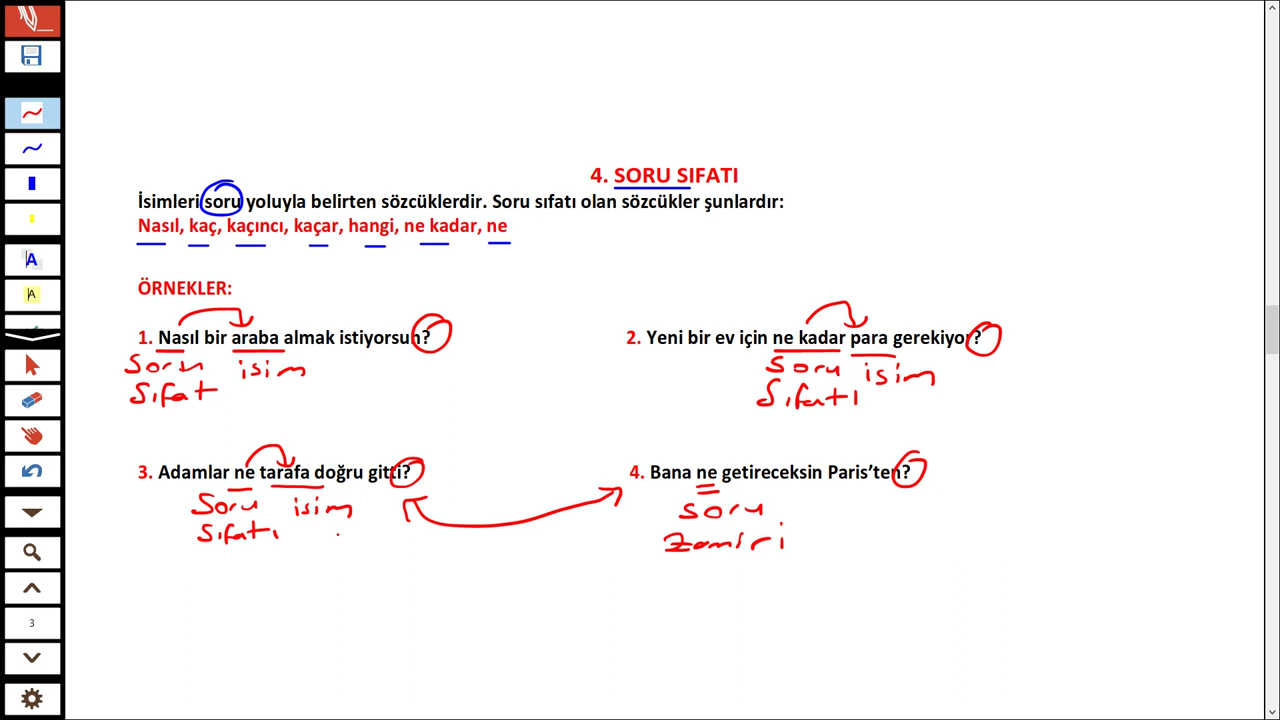 4. SORU SIFATI
İsimleri soru yoluyla belirten sözcüklerdir. Soru sıfatı olan sözcükler şunlardır:
Nasıl, kaç, kaçıncı, kaçar, hangi, ne kadar, ne
ÖRNEKLER:
1. Nasıl bir araba almak istiyorsun?
soru isim
sıfat
2. Yeni bir ev için ne kadar para gerekiyor?
soru isim
sıfatı
3. Adamlar ne tarafa doğru gitti?
soru isim
sıfatı
4. Bana ne getireceksin Paris’ten?
soru
zamiri
A
A
3